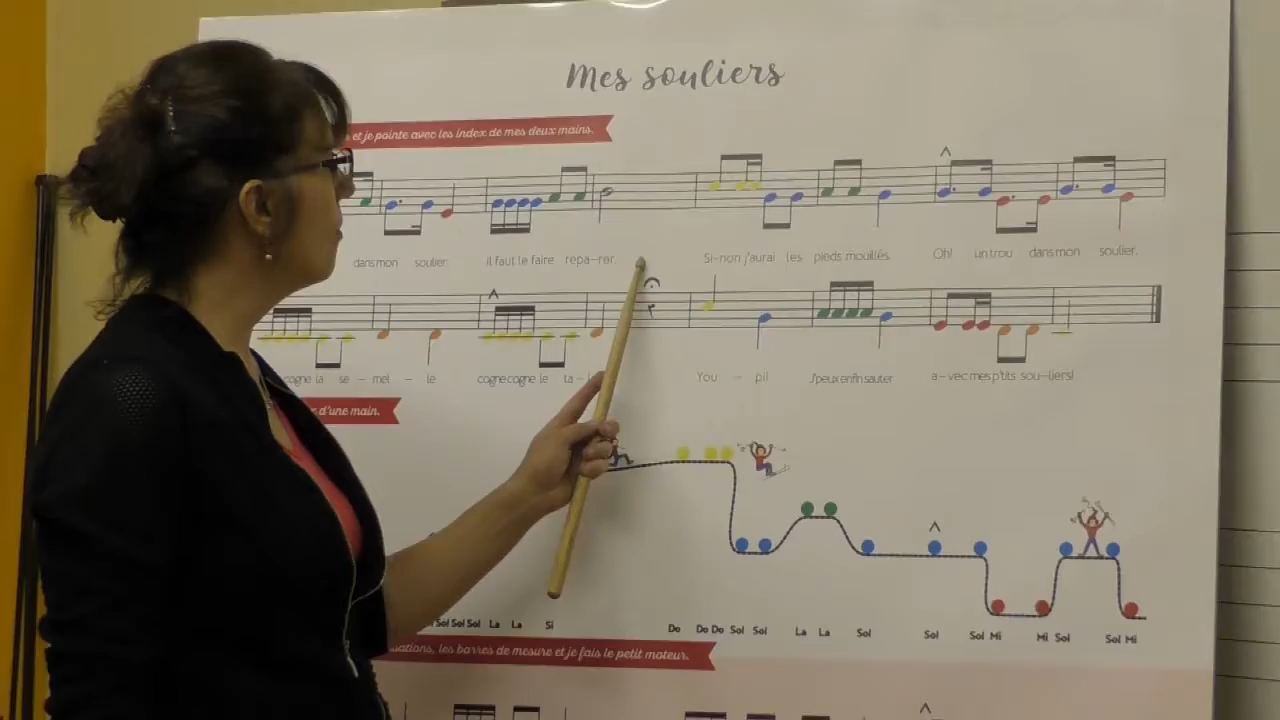 Mes souliers
et je pointe avec les index de mes deux mains.
dans mon soulier il faut le faire répa-rer. Si-non j'aurai les pieds mouillés. Oh! un trou dans mon soulier.
cogne la se - mel - le cogne cogne le ta - You - pi! J'peux enfin sauter a-vec mes p'tits sou-liers!
d'une main.
Sol Sol Sol La La Si Do Do Do Sol Sol La La Sol Sol Sol Mi Mi Sol Sol Mi
les barres de mesure et je fais le petit moteur.